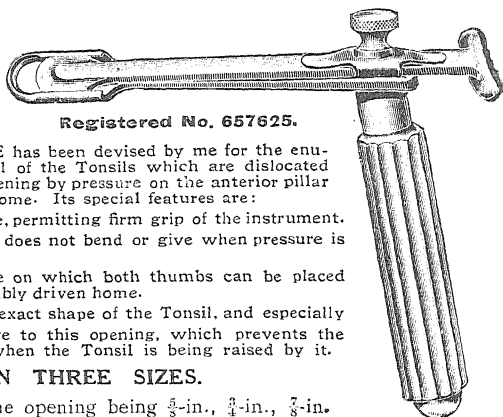 Registered No. 657625.
E has been devised by me for the enu-
l of the Tonsils which are dislocated
ening by pressure on the anterior pillar
ome. Its special features are:
e, permitting firm grip of the instrument.
does not bend or give when pressure is
e on which both thumbs can be placed
ibly driven home.
exact shape of the Tonsil, and especially
re to this opening, which prevents the
when the Tonsil is being raised by it.
N THREE SIZES.
he opening being ⅝-in., ¾-in., ⅞-in.